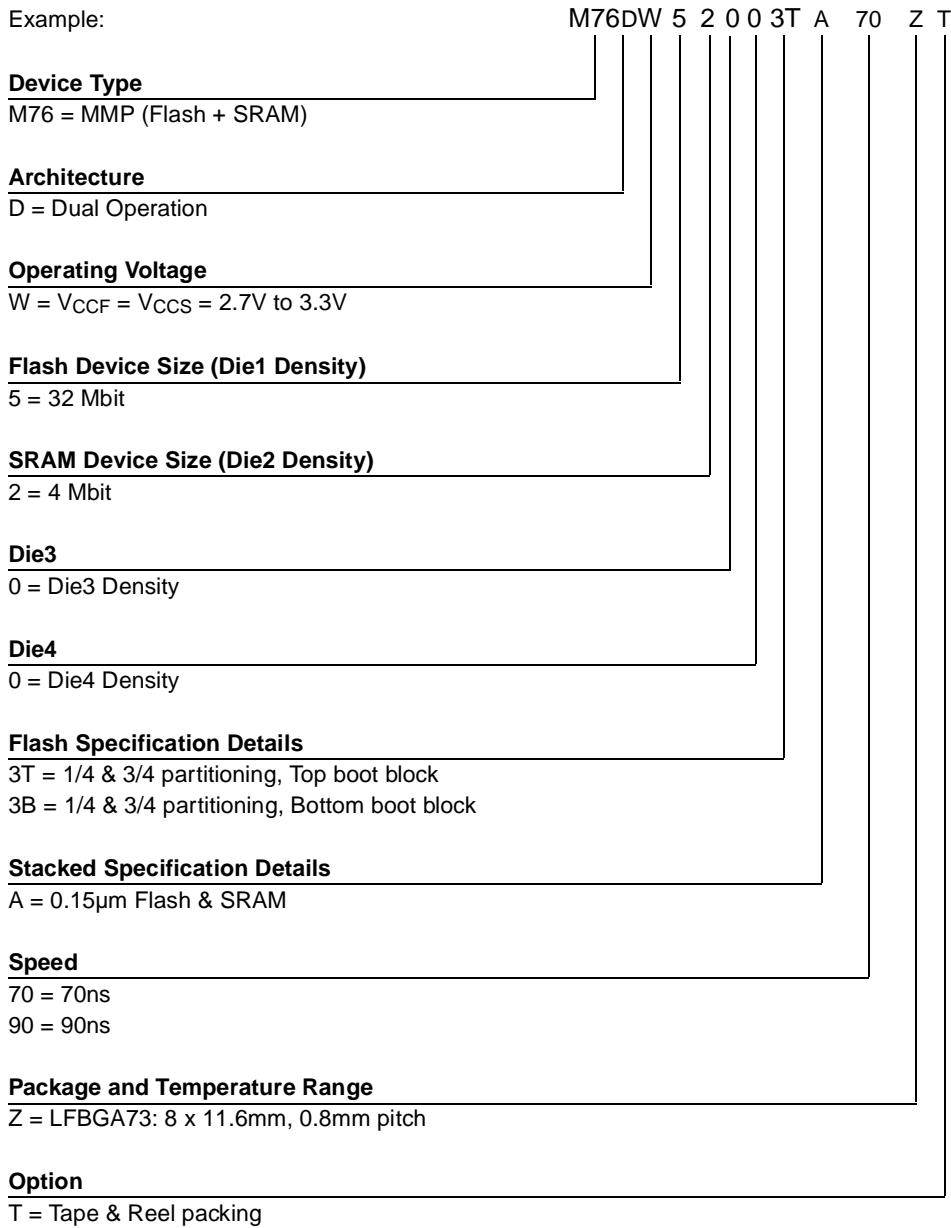 Example: M76DW 5 2 0 0 3T A 70 Z T
Device Type
M76 = MMP (Flash + SRAM)
Architecture
D = Dual Operation
Operating Voltage
W = VCCF = VCCS = 2.7V to 3.3V
Flash Device Size (Die1 Density)
5 = 32 Mbit
SRAM Device Size (Die2 Density)
2 = 4 Mbit
Die3
0 = Die3 Density
Die4
0 = Die4 Density
Flash Specification Details
3T = 1/4 & 3/4 partitioning, Top boot block
3B = 1/4 & 3/4 partitioning, Bottom boot block
Stacked Specification Details
A = 0.15µm Flash & SRAM
Speed
70 = 70ns
90 = 90ns
Package and Temperature Range
Z = LFBGA73: 8 x 11.6mm, 0.8mm pitch
Option
T = Tape & Reel packing